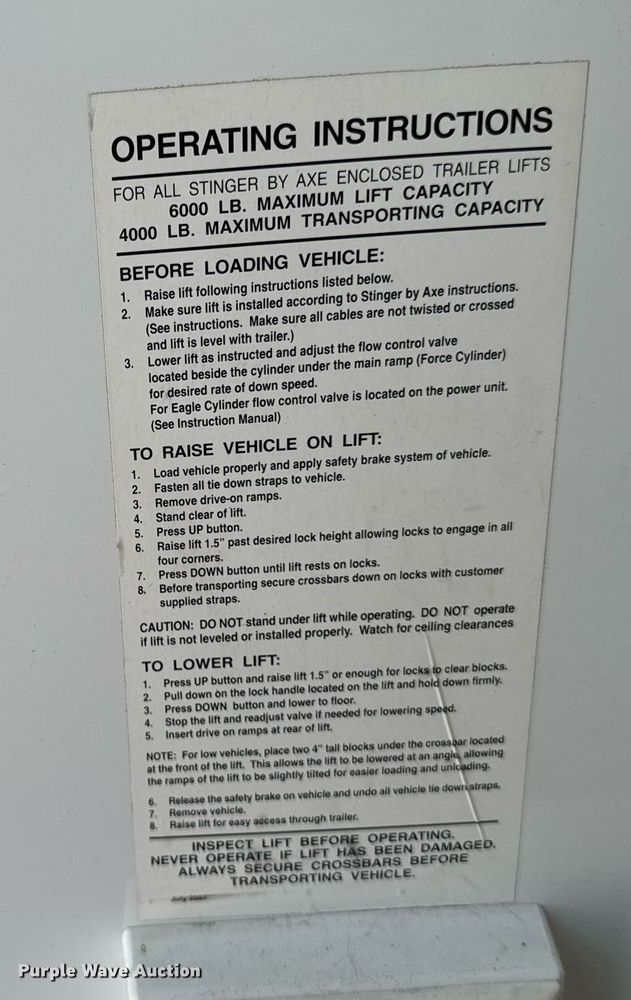 OPERATING INSTRUCTIONS
FOR ALL STINGER BY AXE ENCLOSED TRAILER LIFTS
6000 LB. MAXIMUM LIFT CAPACITY
4000 LB. MAXIMUM TRANSPORTING CAPACITY
BEFORE LOADING VEHICLE:
1. Raise lift following instructions listed below.
2. Make sure lift is installed according to Stinger by Axe instructions.
(See instructions. Make sure all cables are not twisted or crossed
and lift is level with trailer.)
3. Lower lift as instructed and adjust the flow control valve
located beside the cylinder under the main ramp (Force Cylinder)
for desired rate of down speed.
For Eagle Cylinder flow control valve is located on the power unit.
(See Instruction Manual)
TO RAISE VEHICLE ON LIFT:
1. Load vehicle properly and apply safety brake system of vehicle.
2. Fasten all tie down straps to vehicle.
3. Remove drive-on ramps.
4. Stand clear of lift.
5. Press UP button.
6. Raise lift 1.5" past desired lock height allowing locks to engage in all
four corners.
7. Press DOWN button until lift rests on locks.
8. Before transporting secure crossbars down on locks with customer
supplied straps.
CAUTION: DO NOT stand under lift while operating. DO NOT operate
if lift is not leveled or installed properly. Watch for ceiling clearances
TO LOWER LIFT:
1. Press UP button and raise lift 1.5" or enough for locks to clear blocks.
2. Pull down on the lock handle located on the lift and hold down firmly.
3. Press DOWN button and lower to floor.
4. Stop the lift and readjust valve if needed for lowering speed.
5. Insert drive on ramps at rear of lift.
NOTE: For low vehicles, place two 4" tall blocks under the crossbar located
at the front of the lift. This allows the lift to be lowered at an angle, allowing
the ramps of the lift to be slightly tilted for easier loading and unloading.
6. Release the safety brake on vehicle and undo all vehicle tie down straps.
7. Remove vehicle.
8. Raise lift for easy access through trailer.
INSPECT LIFT BEFORE OPERATING.
NEVER OPERATE IF LIFT HAS BEEN DAMAGED.
ALWAYS SECURE CROSSBARS BEFORE
TRANSPORTING VEHICLE.
July 2007
Purple Wave Auction